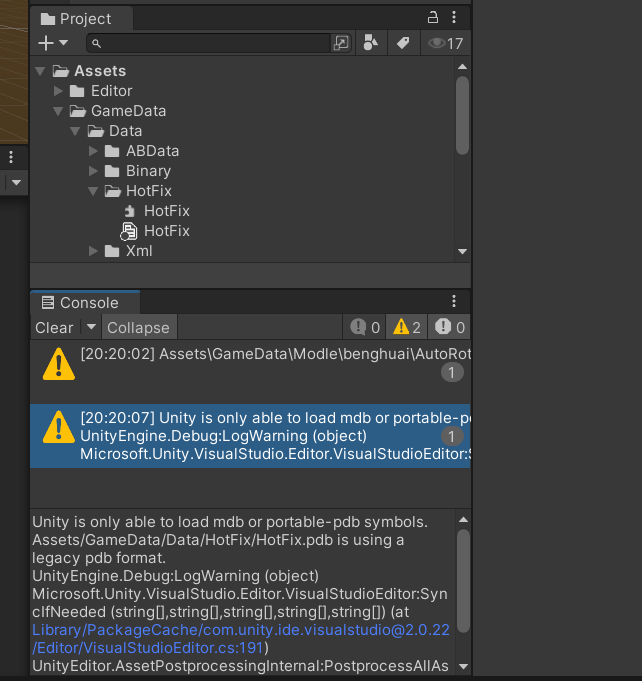 Project
17
Assets
Editor
GameData
Data
ABData
Binary
HotFix
HotFix
HotFix
Xml
Console
Clear
Collapse
0
2
0
[20:20:02] Assets\GameData\Modle\benghuai\AutoRot
1
[20:20:07] Unity is only able to load mdb or portable-p
UnityEngine.Debug:LogWarning (object)
1
Microsoft.Unity.VisualStudio.Editor.VisualStudioEditor:S
Unity is only able to load mdb or portable-pdb symbols.
Assets/GameData/Data/HotFix/HotFix.pdb is using a
legacy pdb format.
UnityEngine.Debug:LogWarning (object)
Microsoft.Unity.VisualStudio.Editor.VisualStudioEditor:Syn
cIfNeeded (string[],string[],string[],string[],string[]) (at
Library/PackageCache/com.unity.ide.visualstudio@2.0.22
/Editor/VisualStudioEditor.cs:191)
UnityEditor.AssetPostprocessingInternal:PostprocessAllAs